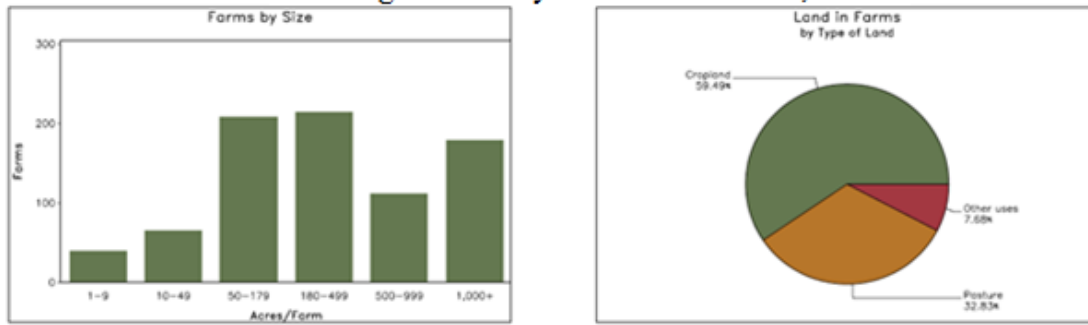 Farms by Size
300
200
100
0
Farms
1-9
10-49
50-179
180-499
500-999
1,000+
Acres/Farm
Land in Farms
by Type of Land
Cropland
59.49%
Other uses
7.68%
Pasture
32.83%